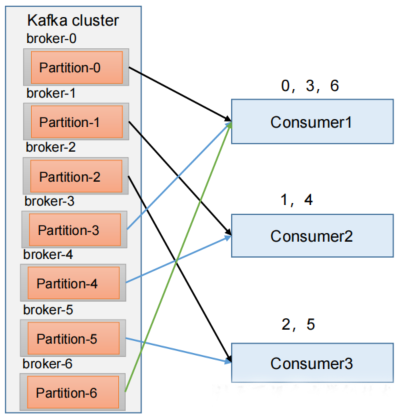 Kafka cluster
broker-0
Partition-0
broker-1
Partition-1
broker-2
Partition-2
broker-3
Partition-3
broker-4
Partition-4
broker-5
Partition-5
broker-6
Partition-6
0, 3, 6
Consumer1
1, 4
Consumer2
2, 5
Consumer3